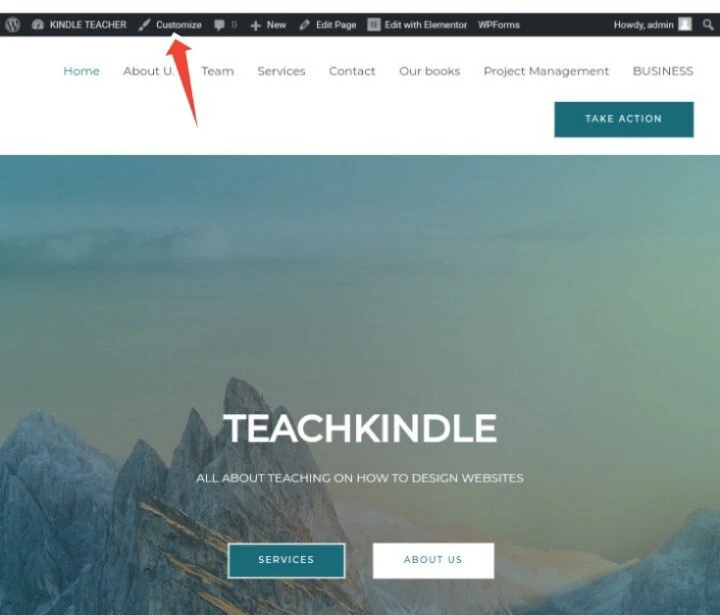 KINDLE TEACHER Customize 0 New Edit Page Edit with Elementor WPForms Howdy, admin
Home About U Team Services Contact Our books Project Management BUSINESS
TAKE ACTION
TEACHKINDLE
ALL ABOUT TEACHING ON HOW TO DESIGN WEBSITES
SERVICES ABOUT US